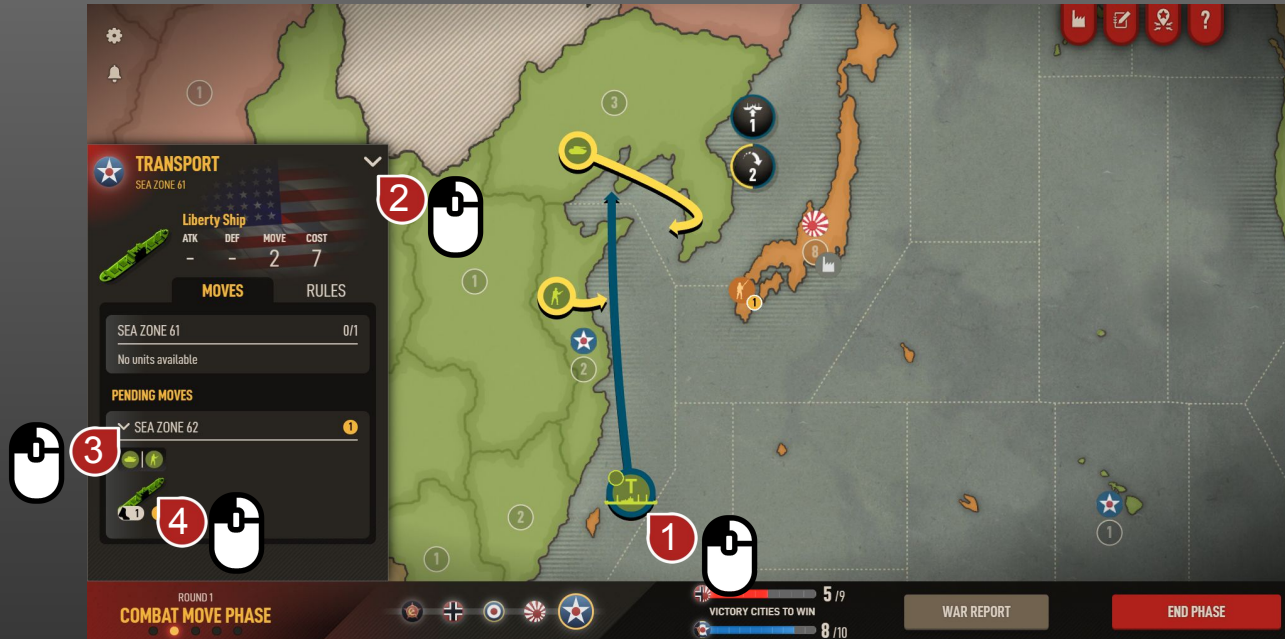 ?
1
3
1
2
TRANSPORT
SEA ZONE 61
2
Liberty Ship
ATK DEF MOVE COST
- - 2 7
MOVES RULES
8
1
1
SEA ZONE 61 0/1
No units available
2
PENDING MOVES
SEA ZONE 62 1
3
T
1
4
2
1
1
1
ROUND 1
COMBAT MOVE PHASE
5/9
VICTORY CITIES TO WIN
8/10
WAR REPORT
END PHASE